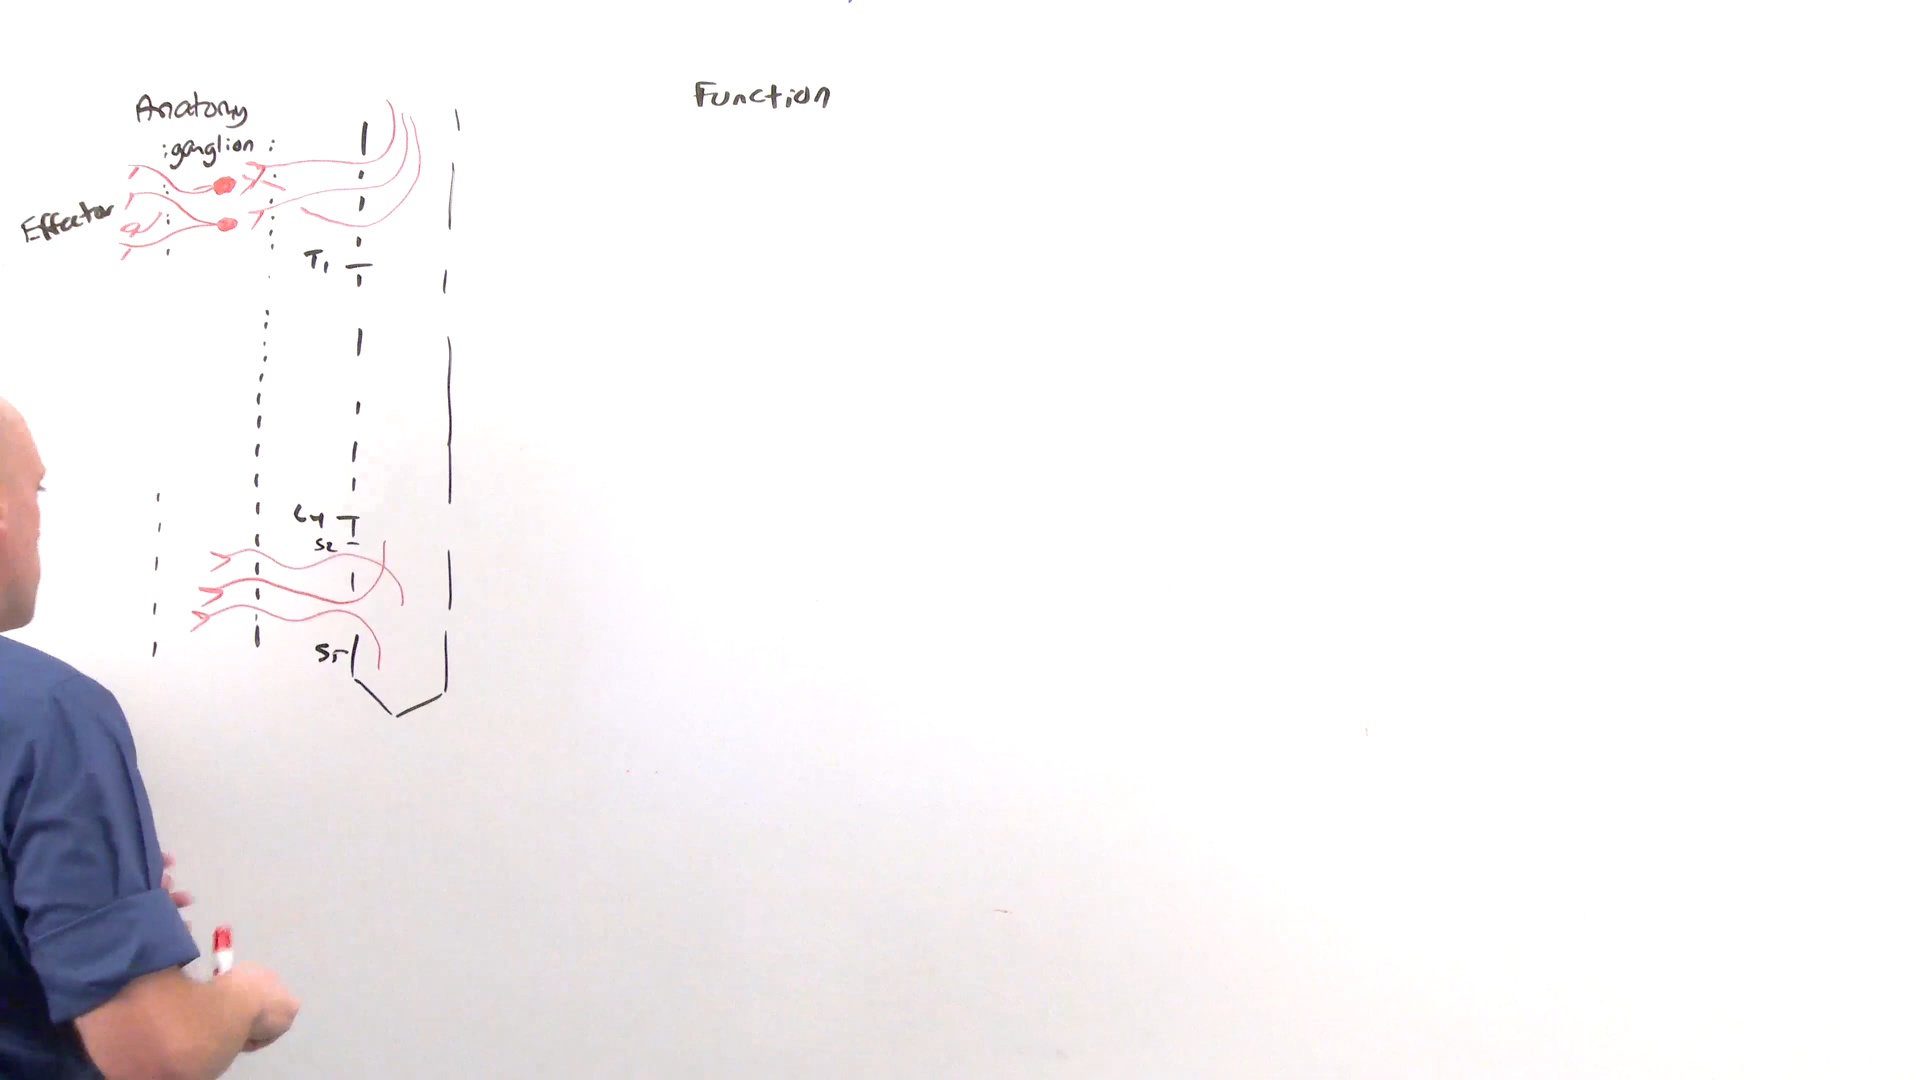 Anatomy
Function
:ganglion:
Effector
T1
L4
S2
S5